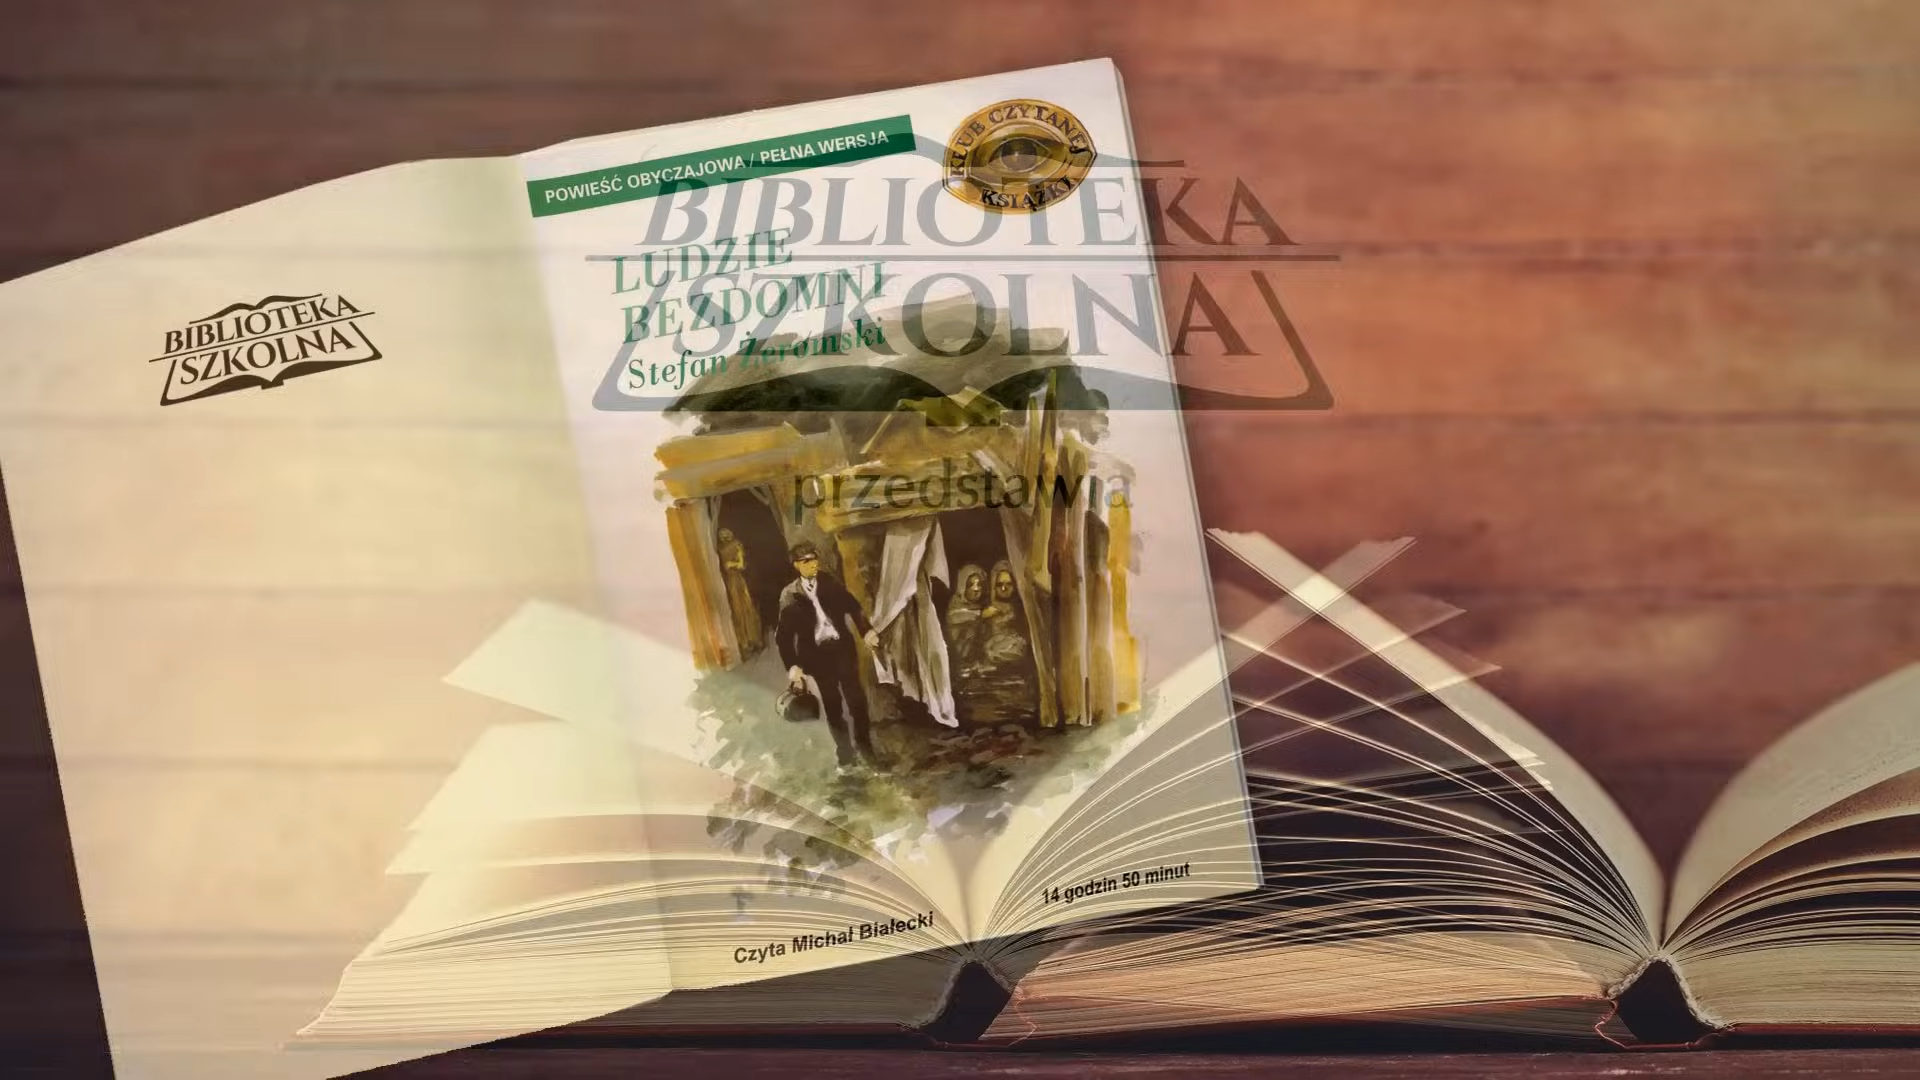 POWIEŚĆ OBYCZAJOWA / PEŁNA WERSJA
KLUB CZYTANEJ
KSIĄŻKI
BIBLIOTEKA
SZKOLNA
LUDZIE
BEZDOMNI
Stefan Żeromski
BIBLIOTEKA
SZKOLNA
przedstawia
14 godzin 50 minut
Czyta Michał Białecki